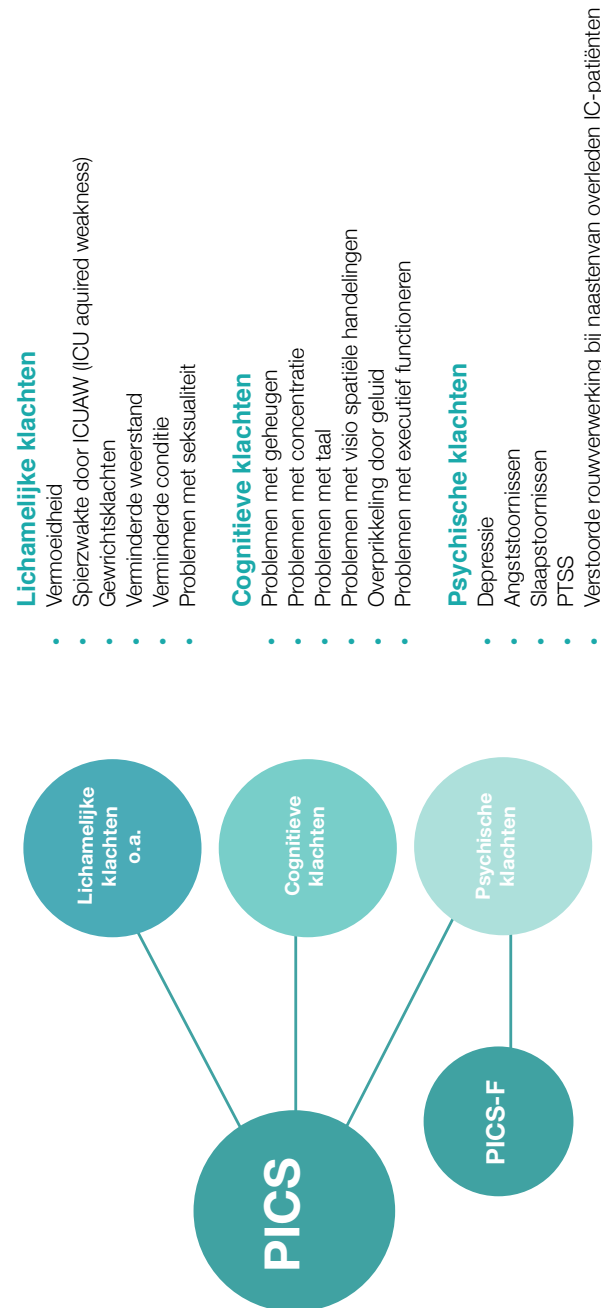 PICS
PICS-F
Lichamelijke
klachten
o.a.
Cognitieve
klachten
Psychische
klachten
Lichamelijke klachten
• Vermoeidheid
• Spierzwakte door ICUAW (ICU aquired weakness)
• Gewrichtsklachten
• Verminderde weerstand
• Verminderde conditie
• Problemen met seksualiteit
Cognitieve klachten
• Problemen met geheugen
• Problemen met concentratie
• Problemen met taal
• Problemen met visio spatiële handelingen
• Overprikkeling door geluid
• Problemen met executief functioneren
Psychische klachten
• Depressie
• Angststoornissen
• Slaapstoornissen
• PTSS
• Verstoorde rouwverwerking bij naastenvan overleden IC-patiënten